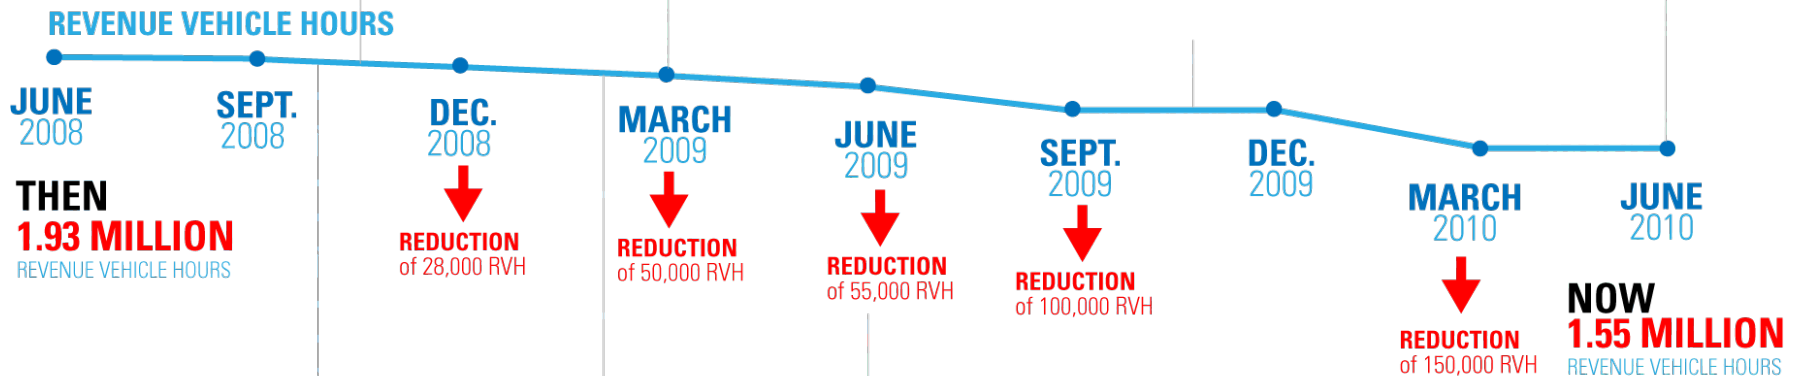 REVENUE VEHICLE HOURS
JUNE
2008
SEPT.
2008
DEC.
2008
MARCH
2009
JUNE
2009
SEPT.
2009
DEC.
2009
MARCH
2010
JUNE
2010
THEN
1.93 MILLION
REVENUE VEHICLE HOURS
REDUCTION
of 28,000 RVH
REDUCTION
of 50,000 RVH
REDUCTION
of 55,000 RVH
REDUCTION
of 100,000 RVH
REDUCTION
of 150,000 RVH
NOW
1.55 MILLION
REVENUE VEHICLE HOURS